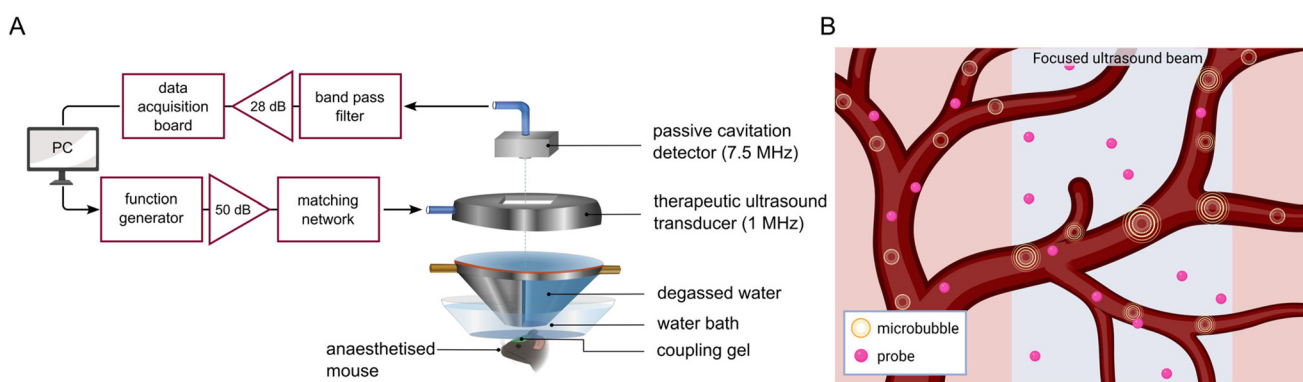 A
data
acquisition
board
28 dB
band pass
filter
PC
function
generator
50 dB
matching
network
passive cavitation
detector (7.5 MHz)
therapeutic ultrasound
transducer (1 MHz)
degassed water
water bath
coupling gel
anaesthetised
mouse
B
Focused ultrasound beam
microbubble
probe